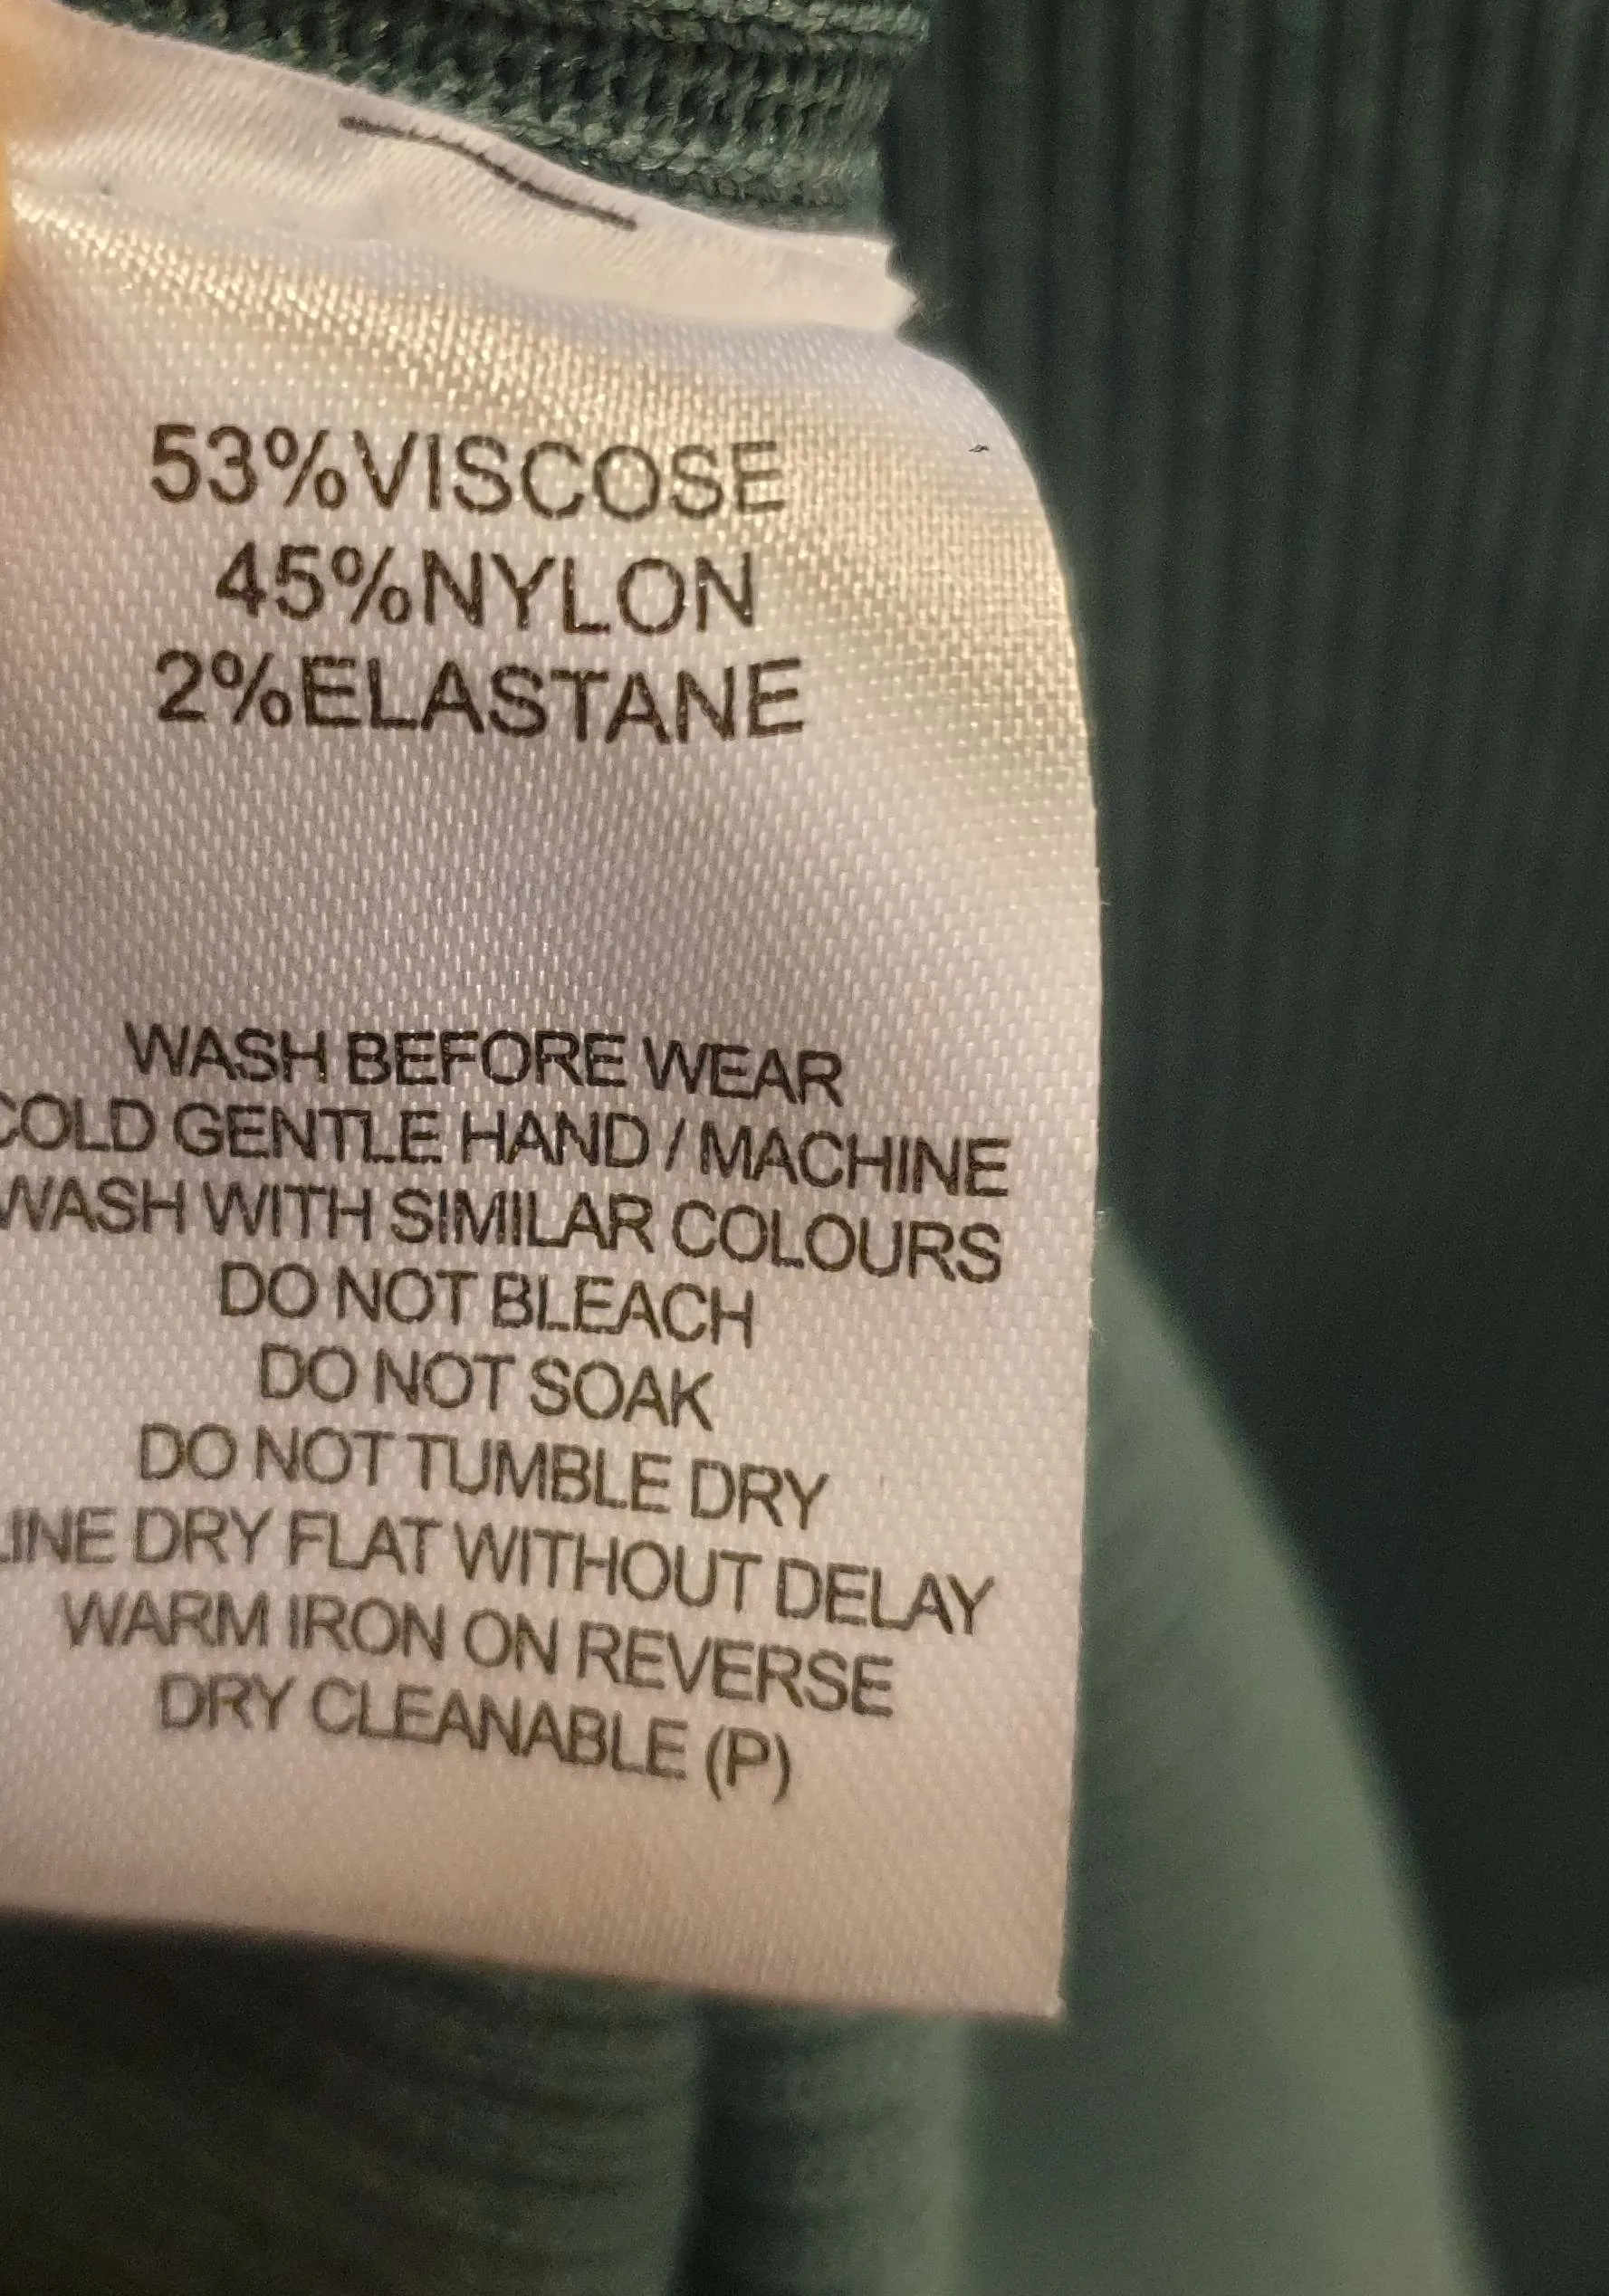 53%VISCOSE
45%NYLON
2%ELASTANE
WASH BEFORE WEAR
COLD GENTLE HAND / MACHINE
WASH WITH SIMILAR COLOURS
DO NOT BLEACH
DO NOT SOAK
DO NOT TUMBLE DRY
LINE DRY FLAT WITHOUT DELAY
WARM IRON ON REVERSE
DRY CLEANABLE (P)